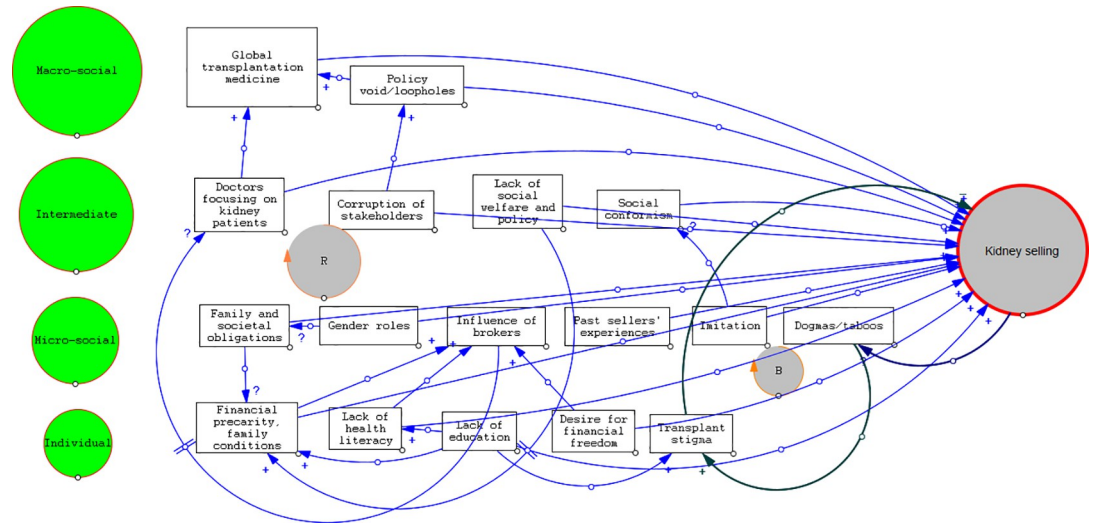 Macro-social
Global
transplantation
medicine
+
Policy
void/loopholes
+
+
Intermediate
Doctors
focusing on
kidney
patients
?
Corruption of
stakeholders
R
Lack of
social
welfare and
policy
Social
conformism
?
Kidney selling
Micro-social
Family and
societal
obligations
?
Gender roles
Influence of
brokers
+
+
+
Past sellers'
experiences
Imitation
Dogmas/taboos
B
?
Individual
Financial
precarity,
family
conditions
+
+
Lack of
health
literacy
+
Lack of
education
Desire for
financial
freedom
Transplant
stigma
+
+
-
+
+
+
+
+
+